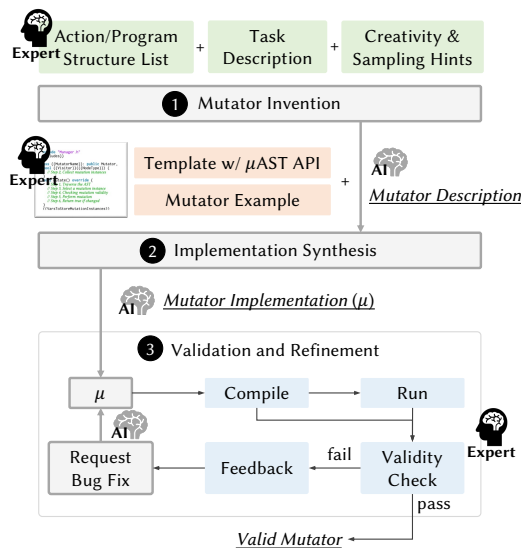 Expert
Action/Program
Structure List
+
Task
Description
+
Creativity &
Sampling Hints
1 Mutator Invention
Expert
Template w/ μAST API
Mutator Example
+
AI
Mutator Description
2 Implementation Synthesis
AI
Mutator Implementation (μ)
3 Validation and Refinement
μ
Compile
Run
AI
Expert
Request
Bug Fix
Feedback
fail
Validity
Check
pass
Valid Mutator